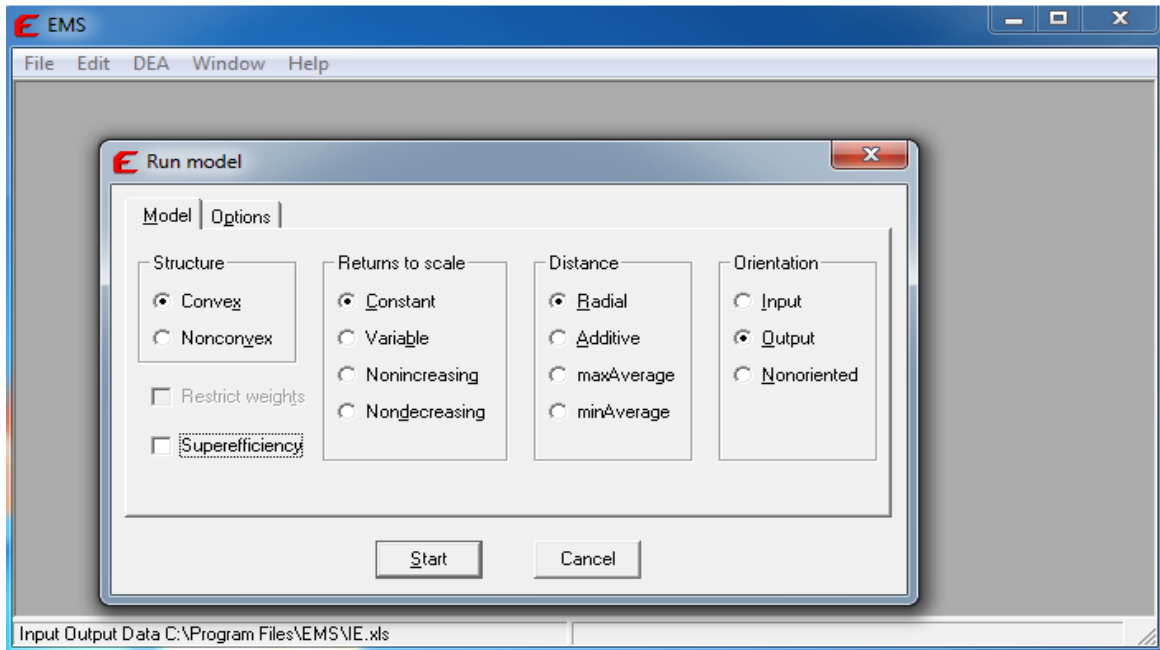 EMS
File Edit DEA Window Help
Run model
Model Options
Structure
Convex
Nonconvex
Restrict weights
Superefficiency
Returns to scale
Constant
Variable
Nonincreasing
Nondecreasing
Distance
Radial
Additive
maxAverage
minAverage
Orientation
Input
Output
Nonoriented
Start Cancel
Input Output Data C:\Program Files\EMS\IE.xls